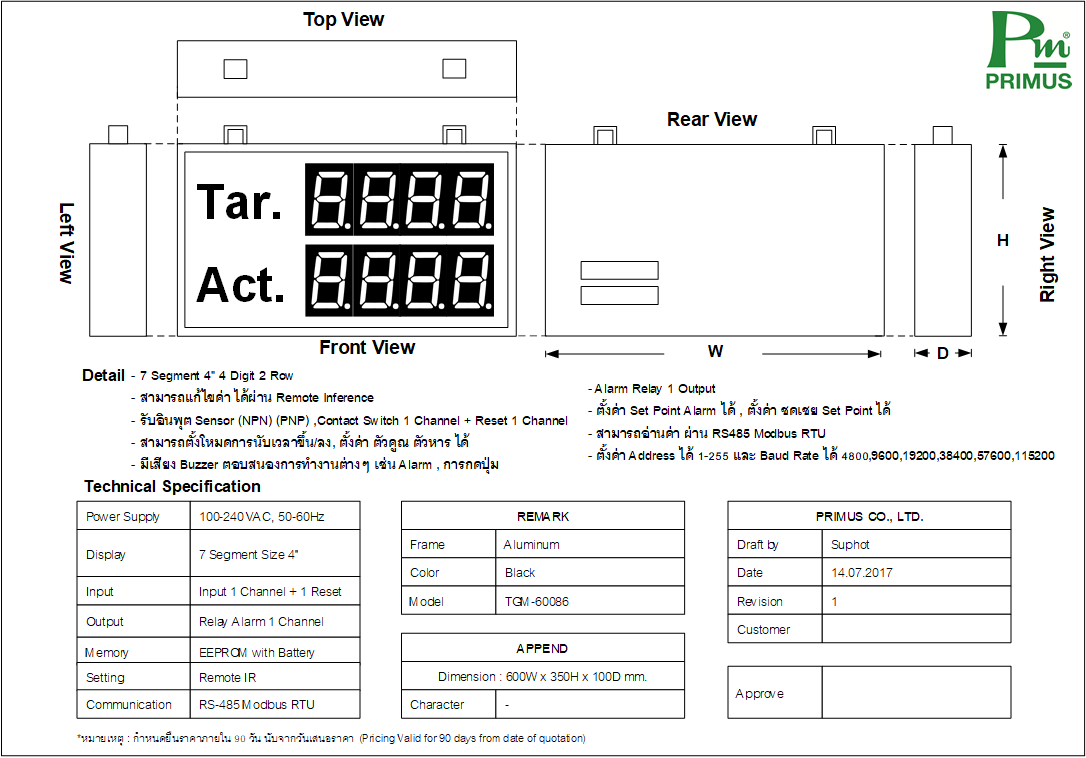 Top View
Pm®
PRIMUS
Rear View
Left View
Tar. 8.8.8.8.
Act. 8.8.8.8.
H
Right View
Front View
W
D
Detail - 7 Segment 4" 4 Digit 2 Row
- สามารถแก้ไขค่า ได้ผ่าน Remote Inference
- รับอินพุต Sensor (NPN) (PNP) ,Contact Switch 1 Channel + Reset 1 Channel
- สามารถตั้งโหมดการนับเวลาขึ้น/ลง, ตั้งค่า ตัวคูณ ตัวหาร ได้
- มีเสียง Buzzer ตอบสนองการทำงานต่างๆ เช่น Alarm , การกดปุ่ม
- Alarm Relay 1 Output
- ตั้งค่า Set Point Alarm ได้ , ตั้งค่า ชดเชย Set Point ได้
- สามารถอ่านค่า ผ่าน RS485 Modbus RTU
- ตั้งค่า Address ได้ 1-255 และ Baud Rate ได้ 4800,9600,19200,38400,57600,115200
Technical Specification
Power Supply 100-240VAC, 50-60Hz
Display 7 Segment Size 4"
Input Input 1 Channel + 1 Reset
Output Relay Alarm 1 Channel
Memory EEPROM with Battery
Setting Remote IR
Communication RS-485 Modbus RTU
REMARK
Frame Aluminum
Color Black
Model TGM-60086
APPEND
Dimension : 600W x 350H x 100D mm.
Character -
PRIMUS CO., LTD.
Draft by Suphot
Date 14.07.2017
Revision 1
Customer
Approve
*หมายเหตุ : กำหนดยืนราคาภายใน 90 วัน นับจากวันเสนอราคา (Pricing Valid for 90 days from date of quotation)